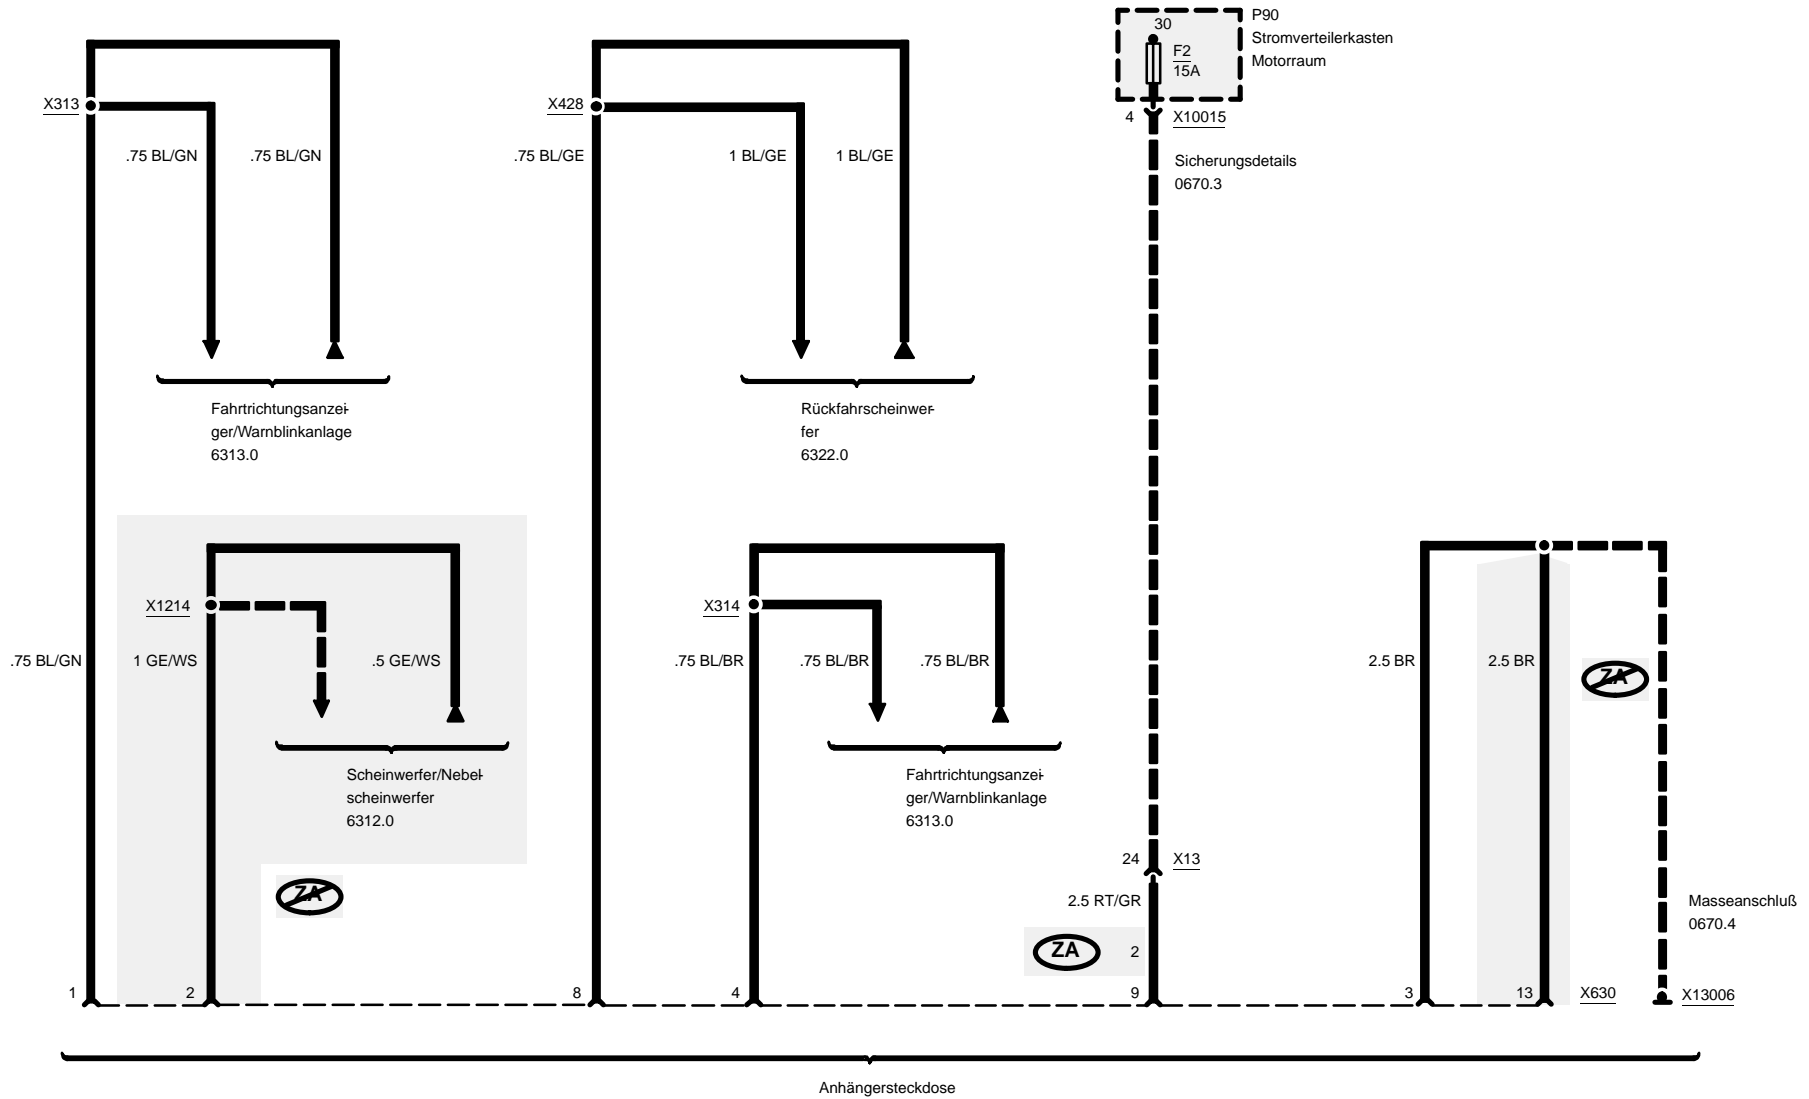 30
P90
Stromverteilerkasten
Motorraum
F2
15A
X313
X428
4
X10015
.75 BL/GN
.75 BL/GN
.75 BL/GE
1 BL/GE
1 BL/GE
Sicherungsdetails
0670.3
Fahrtrichtungsanzei-
ger/Warnblinkanlage
6313.0
Rückfahrscheinwer-
fer
6322.0
X1214
X314
.75 BL/GN
1 GE/WS
.5 GE/WS
.75 BL/BR
.75 BL/BR
.75 BL/BR
2.5 BR
2.5 BR
ZA
Scheinwerfer/Nebel-
scheinwerfer
6312.0
Fahrtrichtungsanzei-
ger/Warnblinkanlage
6313.0
24
X13
ZA
2.5 RT/GR
Masseanschluß
0670.4
ZA
2
1
2
8
4
9
3
13
X630
X13006
Anhängersteckdose